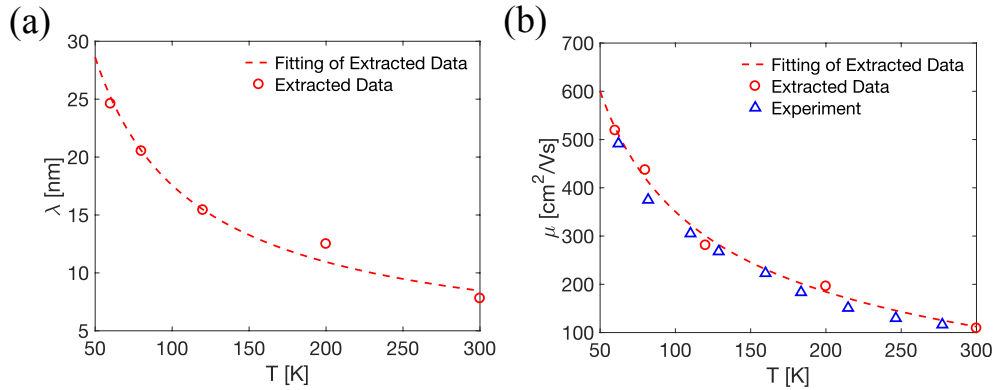 (a)
30
25
20
15
10
5
λ [nm]
50 100 150 200 250 300
T [K]
Fitting of Extracted Data
Extracted Data
(b)
700
600
500
400
300
200
100
μ [cm²/Vs]
50 100 150 200 250 300
T [K]
Fitting of Extracted Data
Extracted Data
Experiment